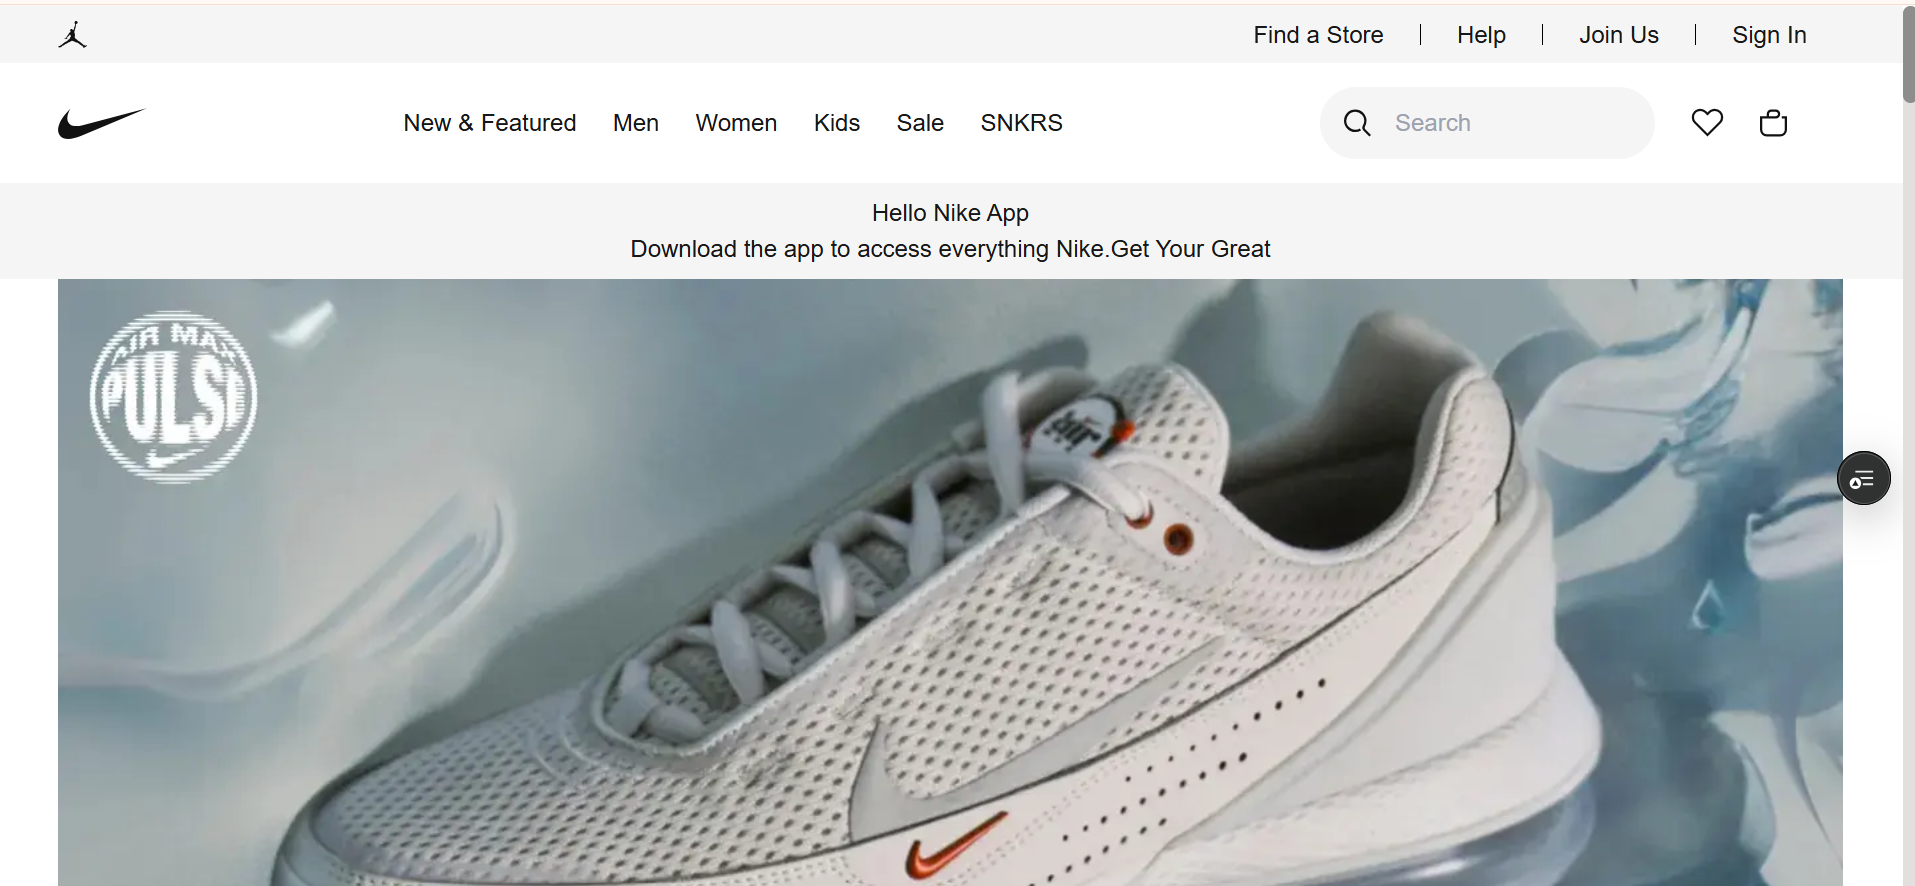 Find a Store | Help | Join Us | Sign In
New & Featured Men Women Kids Sale SNKRS
Search
Hello Nike App
Download the app to access everything Nike.Get Your Great
AIR MAX
PULSE
air